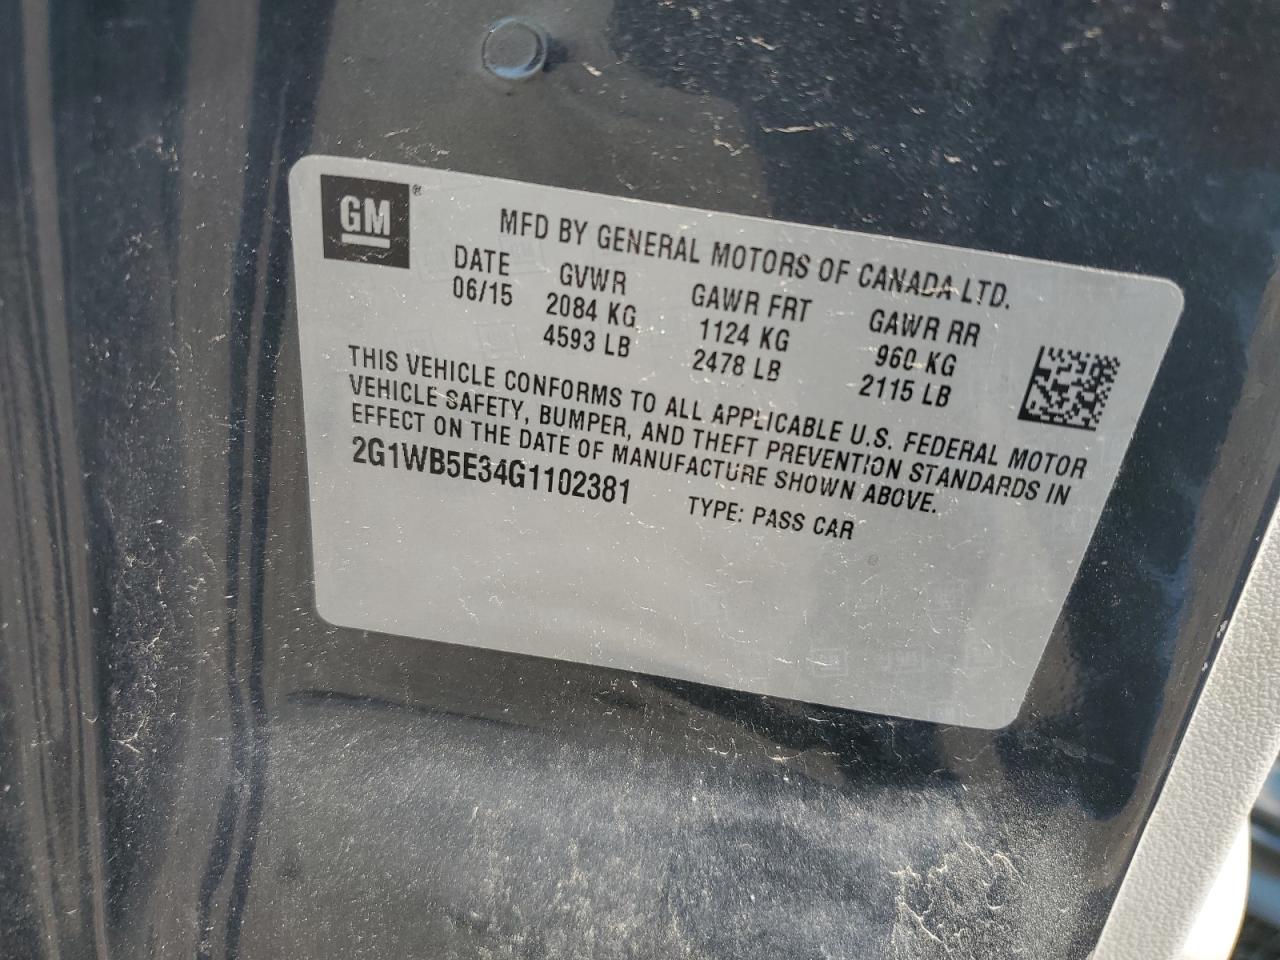 GM®
MFD BY GENERAL MOTORS OF CANADA LTD.
DATE GVWR GAWR FRT GAWR RR
06/15 2084 KG 1124 KG 960 KG
4593 LB 2478 LB 2115 LB
THIS VEHICLE CONFORMS TO ALL APPLICABLE U.S. FEDERAL MOTOR
VEHICLE SAFETY, BUMPER, AND THEFT PREVENTION STANDARDS IN
EFFECT ON THE DATE OF MANUFACTURE SHOWN ABOVE.
2G1WB5E34G1102381 TYPE: PASS CAR